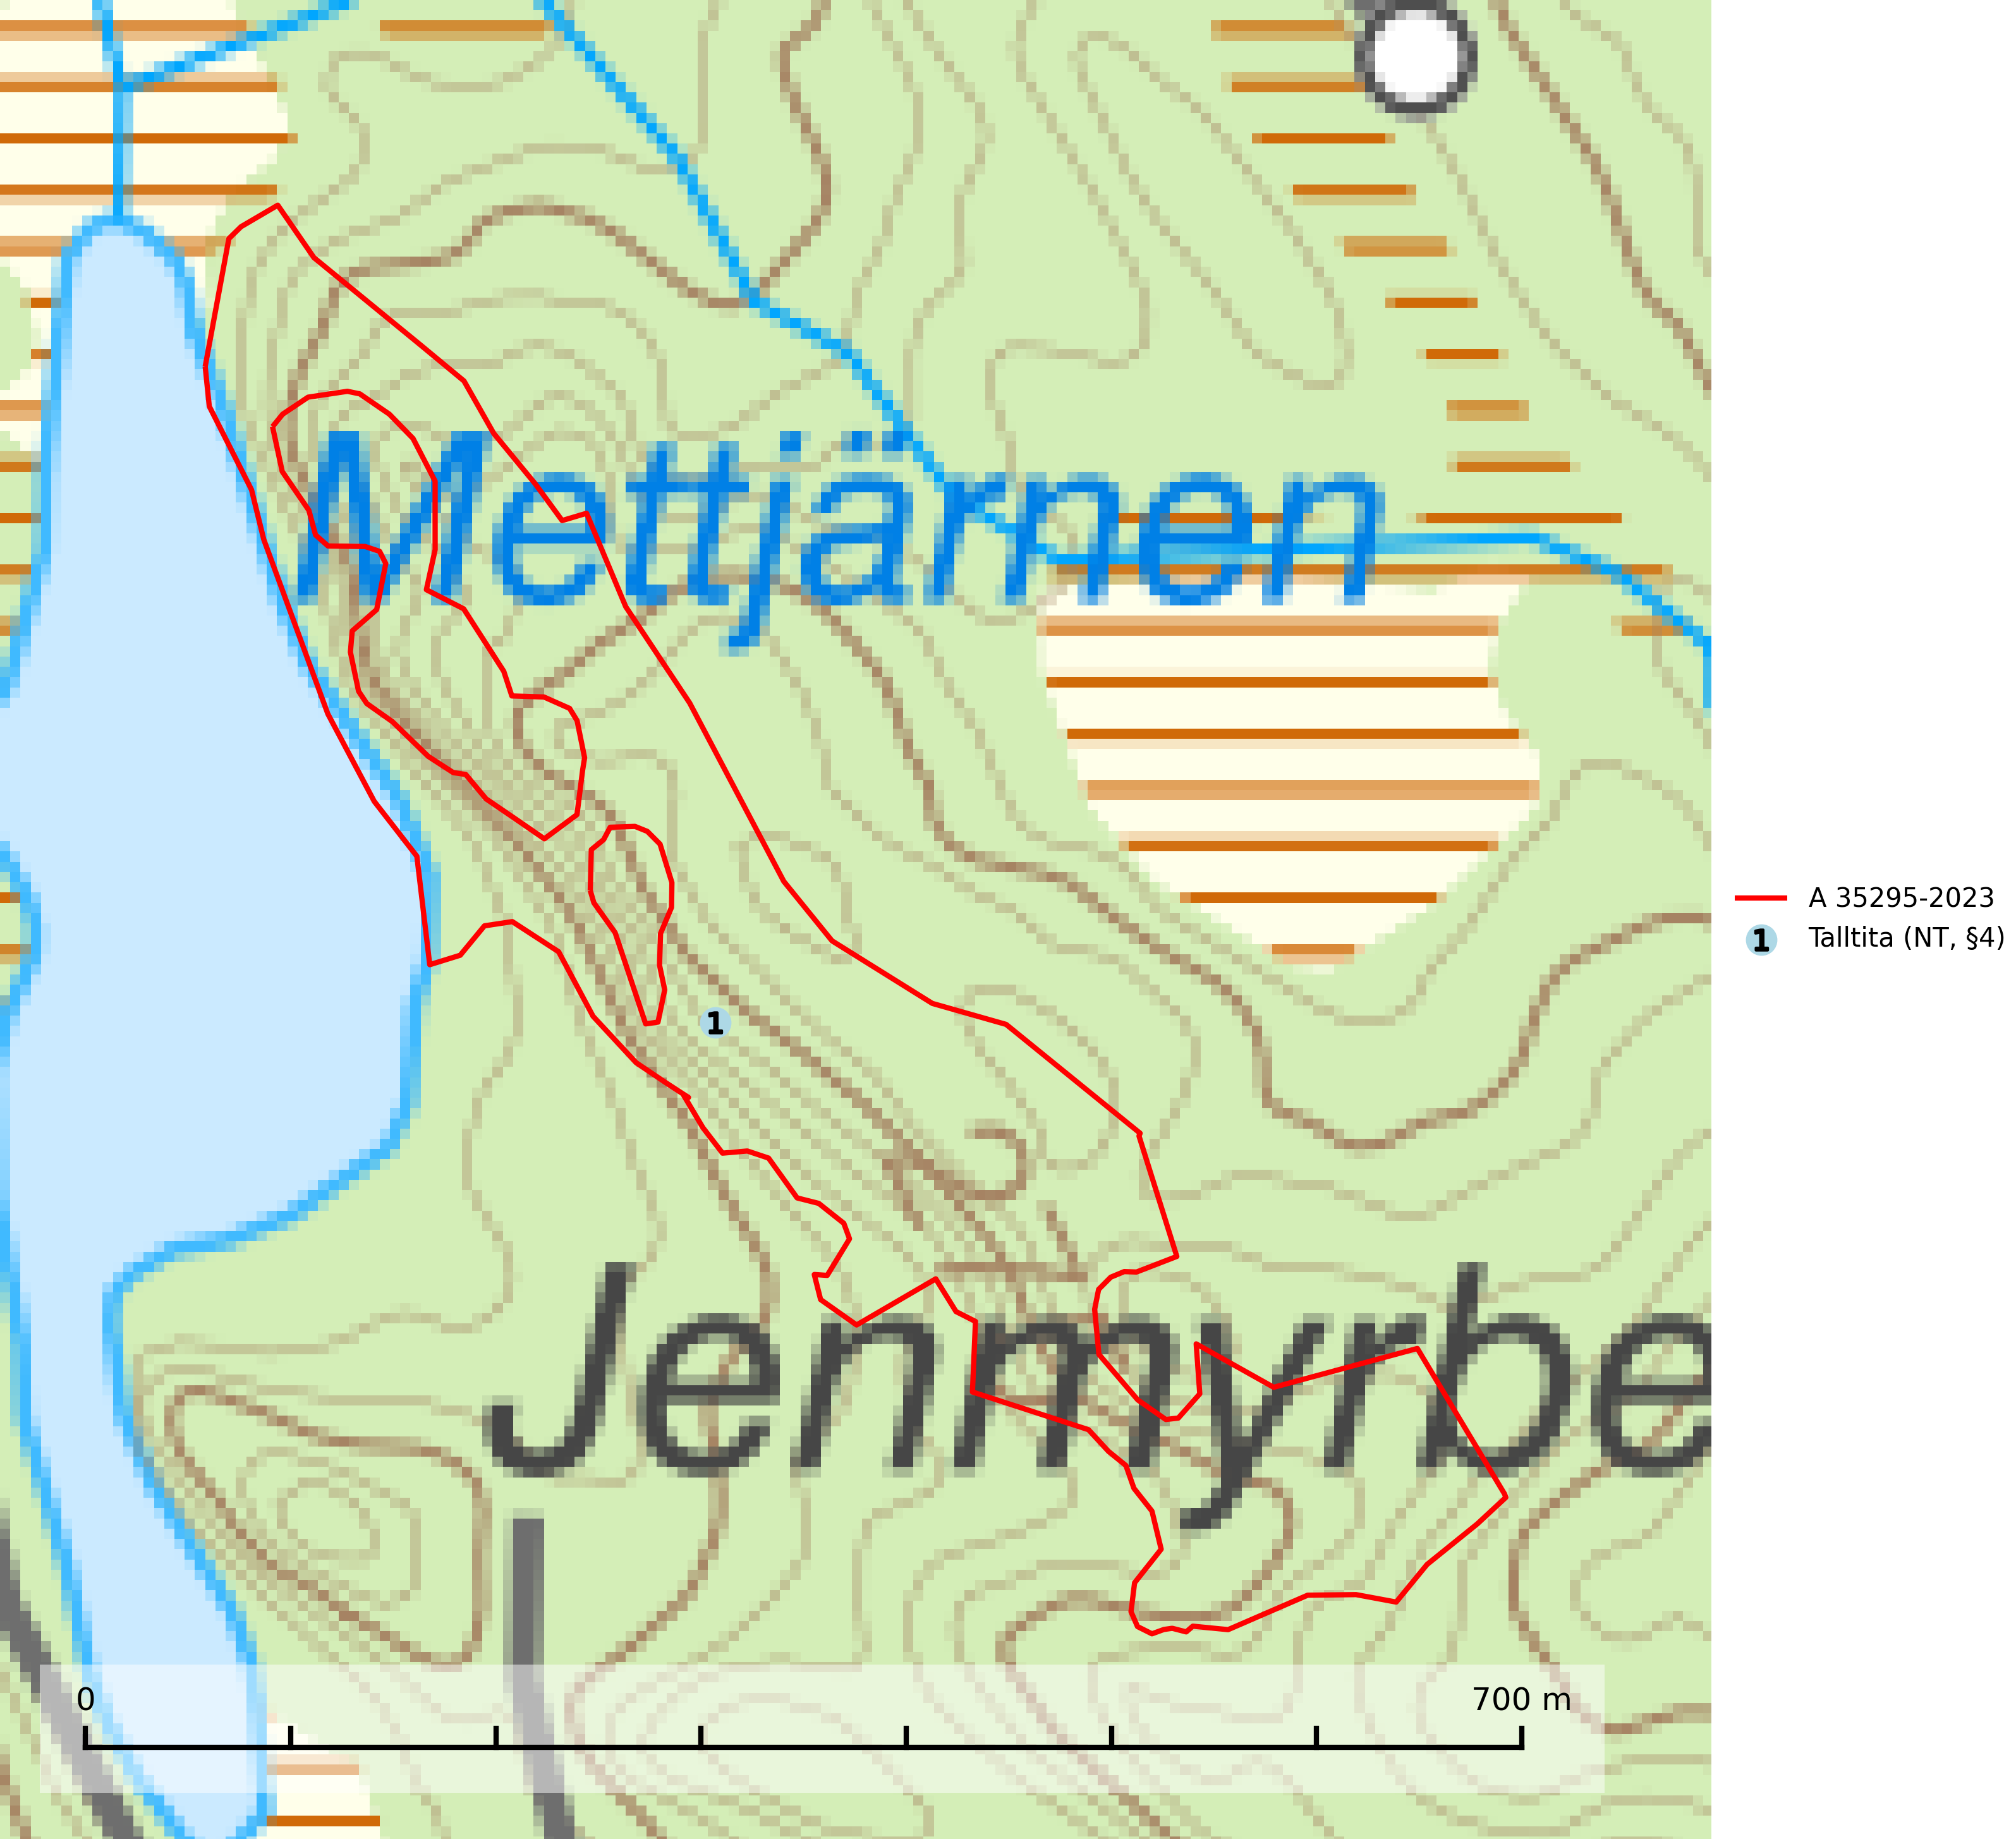 Mettjärnen
A 35295-2023
1 Talltita (NT, §4)
1
Jenmyrbe
0 700 m